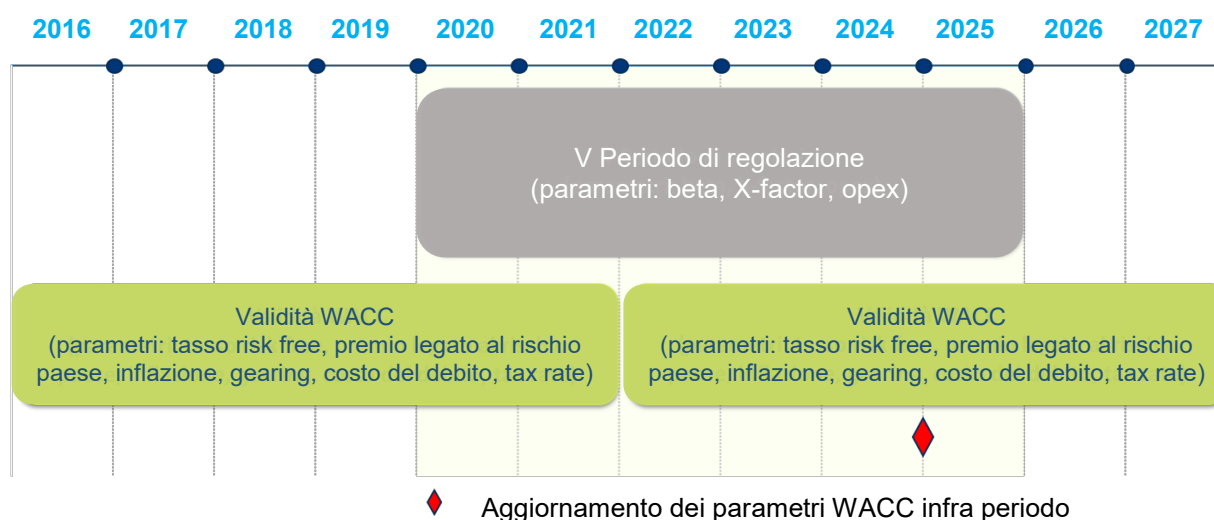 2016 2017 2018 2019 2020 2021 2022 2023 2024 2025 2026 2027
V Periodo di regolazione
(parametri: beta, X-factor, opex)
Validità WACC
(parametri: tasso risk free, premio legato al rischio
paese, inflazione, gearing, costo del debito, tax rate)
Validità WACC
(parametri: tasso risk free, premio legato al rischio
paese, inflazione, gearing, costo del debito, tax rate)
Aggiornamento dei parametri WACC infra periodo